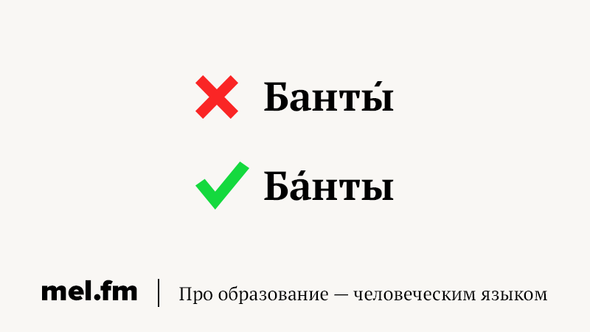 Банты́
Ба́нты
mel.fm | Про образование — человеческим языком